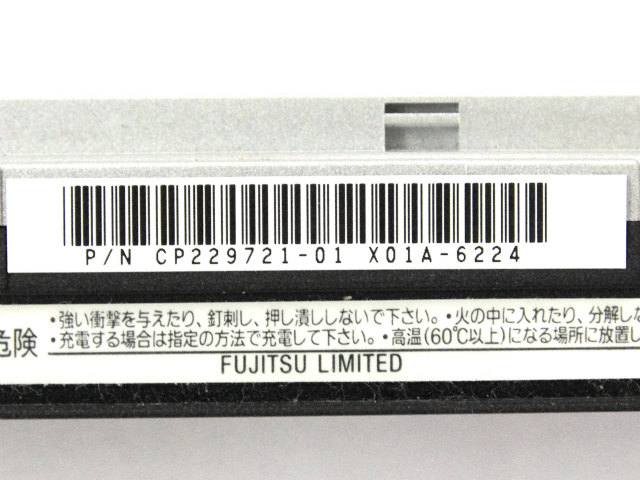 P/N CP229721-01 X01A-6224
危険
・強い衝撃を与えたり、釘刺し、押し潰ししないで下さい。・火の中に入れたり、分解しな
・充電する場合は指定の方法で充電して下さい。・高温(60℃以上)になる場所に放置し
FUJITSU LIMITED